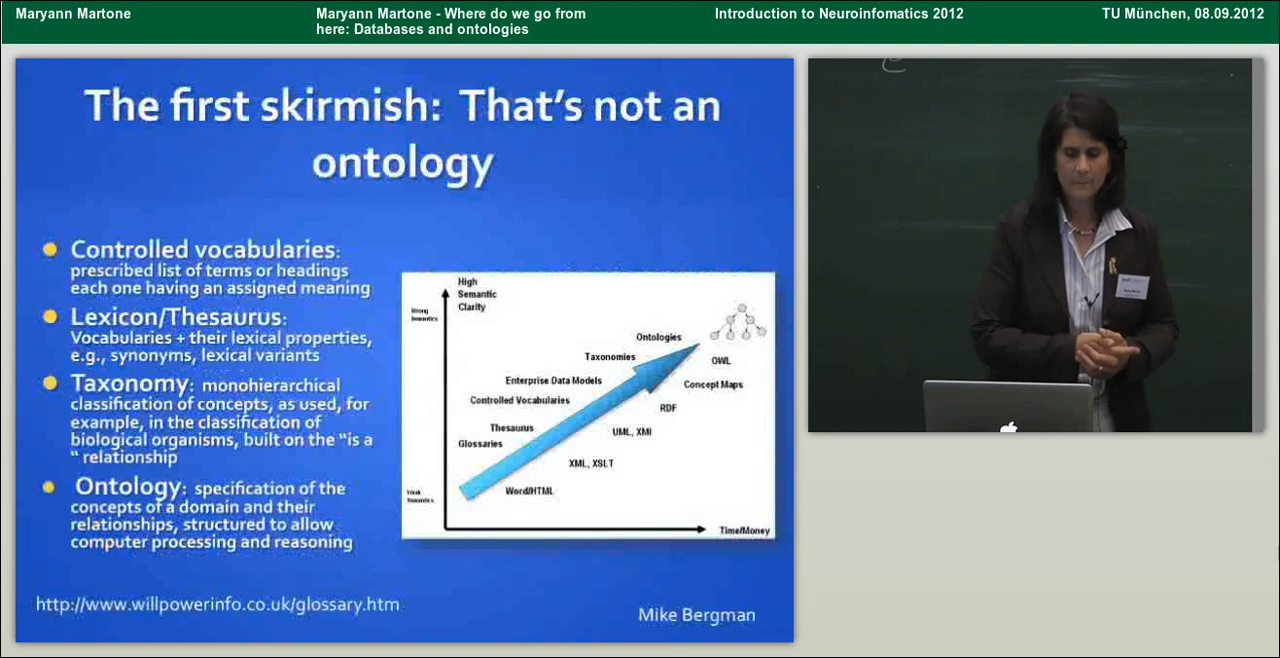 Maryann Martone
Maryann Martone - Where do we go from
here: Databases and ontologies
Introduction to Neuroinfomatics 2012
TU München, 08.09.2012
The first skirmish: That's not an
ontology
Controlled vocabularies:
prescribed list of terms or headings
each one having an assigned meaning
Lexicon/Thesaurus:
Vocabularies + their lexical properties,
e.g., synonyms, lexical variants
Taxonomy: monohierarchical
classification of concepts, as used, for
example, in the classification of
biological organisms, built on the "is a
" relationship
Ontology: specification of the
concepts of a domain and their
relationships, structured to allow
computer processing and reasoning
High
Semantic
Clarity
Strong
Semantics
Ontologies
Taxonomies
OWL
Enterprise Data Models
Concept Maps
Controlled Vocabularies
RDF
Thesaurus
UML, XMI
Glossaries
XML, XSLT
Word/HTML
Weak
Semantics
Time/Money
http://www.willpowerinfo.co.uk/glossary.htm
Mike Bergman